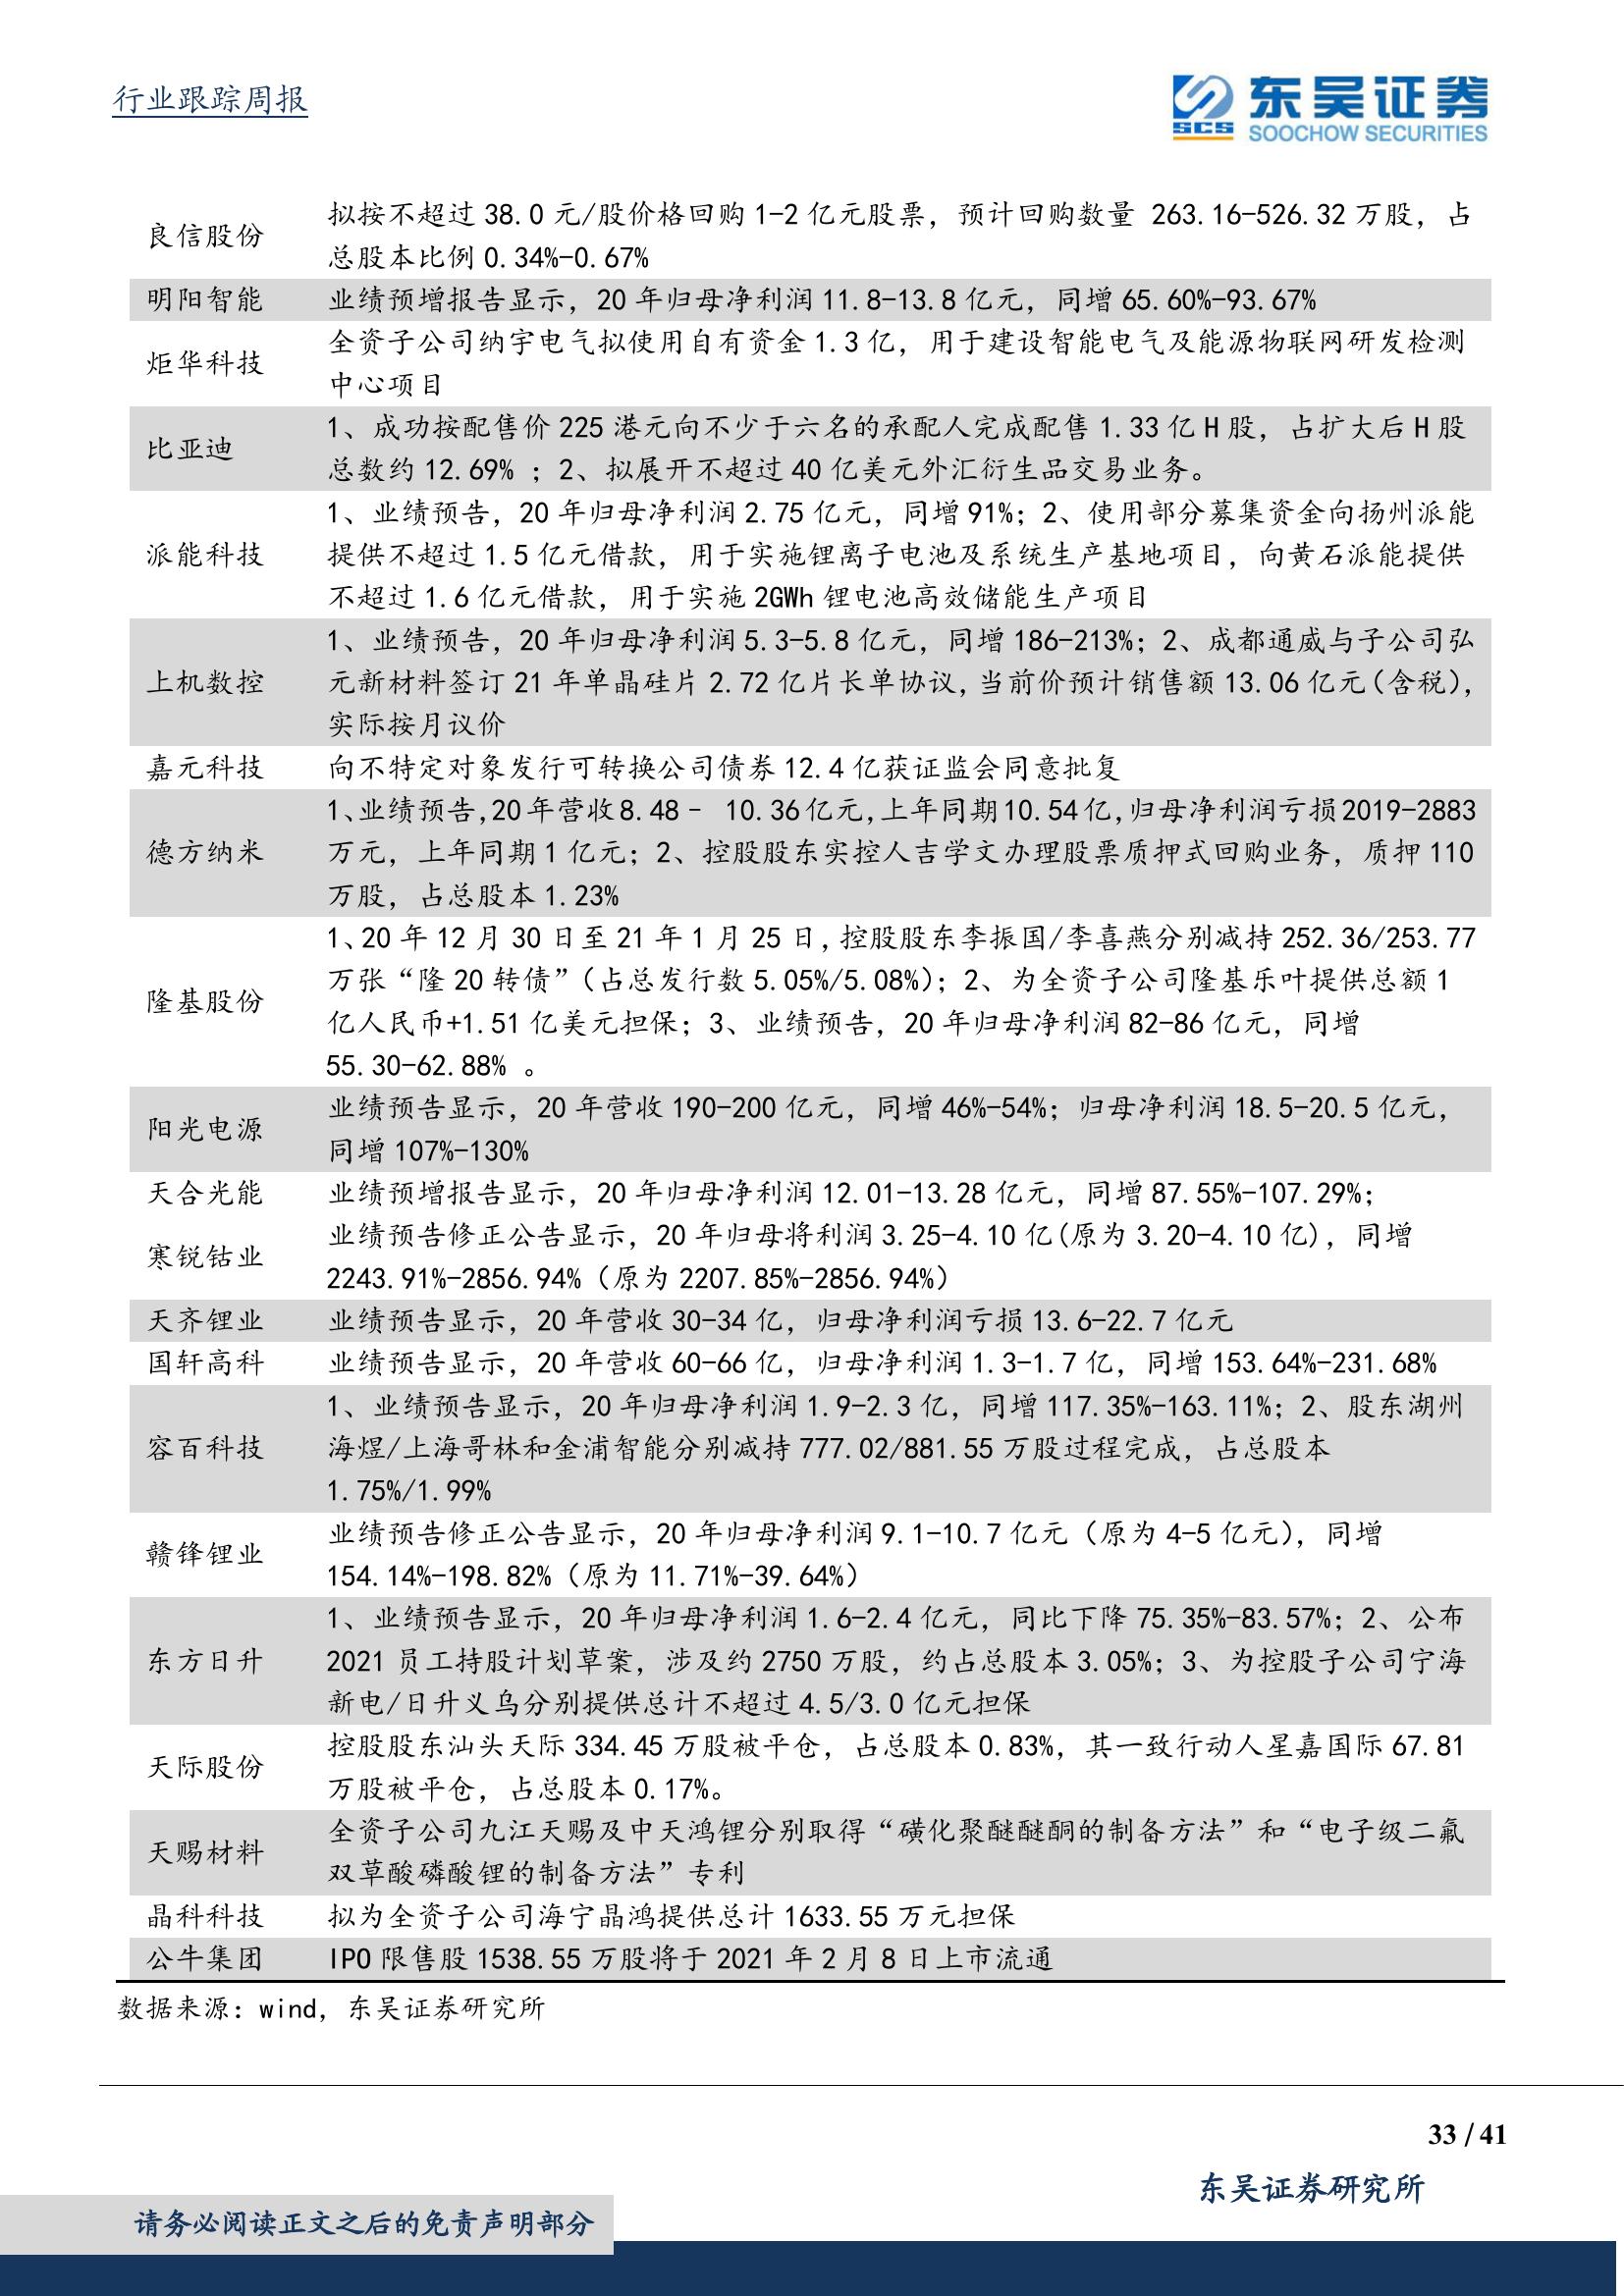 行业跟踪周报
东吴证券
SCS
SOOCHOW SECURITIES
良信股份
拟按不超过 38.0 元/股价格回购 1-2 亿元股票，预计回购数量 263.16-526.32 万股，占
总股本比例 0.34%-0.67%
明阳智能
业绩预增报告显示，20 年归母净利润 11.8-13.8 亿元，同增 65.60%-93.67%
炬华科技
全资子公司纳宇电气拟使用自有资金 1.3 亿，用于建设智能电气及能源物联网研发检测
中心项目
比亚迪
1、成功按配售价 225 港元向不少于六名的承配人完成配售 1.33 亿 H 股，占扩大后 H 股
总数约 12.69% ；2、拟展开不超过 40 亿美元外汇衍生品交易业务。
派能科技
1、业绩预告，20 年归母净利润 2.75 亿元，同增 91%；2、使用部分募集资金向扬州派能
提供不超过 1.5 亿元借款，用于实施锂离子电池及系统生产基地项目，向黄石派能提供
不超过 1.6 亿元借款，用于实施 2GWh 锂电池高效储能生产项目
上机数控
1、业绩预告，20 年归母净利润 5.3-5.8 亿元，同增 186-213%；2、成都通威与子公司弘
元新材料签订 21 年单晶硅片 2.72 亿片长单协议，当前价预计销售额 13.06 亿元（含税），
实际按月议价
嘉元科技
向不特定对象发行可转换公司债券 12.4 亿获证监会同意批复
德方纳米
1、业绩预告，20 年营收 8.48– 10.36 亿元，上年同期 10.54 亿，归母净利润亏损 2019-2883
万元，上年同期 1 亿元；2、控股股东实控人吉学文办理股票质押式回购业务，质押 110
万股，占总股本 1.23%
隆基股份
1、20 年 12 月 30 日至 21 年 1 月 25 日，控股股东李振国/李喜燕分别减持 252.36/253.77
万张“隆 20 转债”（占总发行数 5.05%/5.08%）；2、为全资子公司隆基乐叶提供总额 1
亿人民币+1.51 亿美元担保；3、业绩预告，20 年归母净利润 82-86 亿元，同增
55.30-62.88% 。
阳光电源
业绩预告显示，20 年营收 190-200 亿元，同增 46%-54%；归母净利润 18.5-20.5 亿元，
同增 107%-130%
天合光能
业绩预增报告显示，20 年归母净利润 12.01-13.28 亿元，同增 87.55%-107.29%；
寒锐钴业
业绩预告修正公告显示，20 年归母将利润 3.25-4.10 亿(原为 3.20-4.10 亿)，同增
2243.91%-2856.94%（原为 2207.85%-2856.94%）
天齐锂业
业绩预告显示，20 年营收 30-34 亿，归母净利润亏损 13.6-22.7 亿元
国轩高科
业绩预告显示，20 年营收 60-66 亿，归母净利润 1.3-1.7 亿，同增 153.64%-231.68%
容百科技
1、业绩预告显示，20 年归母净利润 1.9-2.3 亿，同增 117.35%-163.11%；2、股东湖州
海煜/上海哥林和金浦智能分别减持 777.02/881.55 万股过程完成，占总股本
1.75%/1.99%
赣锋锂业
业绩预告修正公告显示，20 年归母净利润 9.1-10.7 亿元（原为 4-5 亿元），同增
154.14%-198.82%（原为 11.71%-39.64%）
东方日升
1、业绩预告显示，20 年归母净利润 1.6-2.4 亿元，同比下降 75.35%-83.57%；2、公布
2021 员工持股计划草案，涉及约 2750 万股，约占总股本 3.05%；3、为控股子公司宁海
新电/日升义乌分别提供总计不超过 4.5/3.0 亿元担保
天际股份
控股股东汕头天际 334.45 万股被平仓，占总股本 0.83%，其一致行动人星嘉国际 67.81
万股被平仓，占总股本 0.17%。
天赐材料
全资子公司九江天赐及中天鸿锂分别取得“磺化聚醚醚酮的制备方法”和“电子级二氟
双草酸磷酸锂的制备方法”专利
晶科科技
拟为全资子公司海宁晶鸿提供总计 1633.55 万元担保
公牛集团
IPO 限售股 1538.55 万股将于 2021 年 2 月 8 日上市流通
数据来源：wind，东吴证券研究所
33 / 41
东吴证券研究所
请务必阅读正文之后的免责声明部分